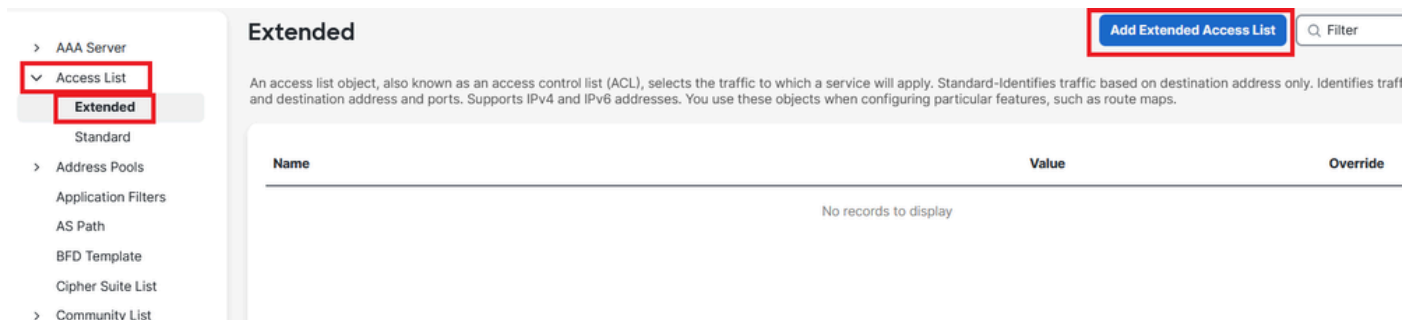 AAA Server
Access List
Extended
Standard
Address Pools
Application Filters
AS Path
BFD Template
Cipher Suite List
Community List
Extended
Add Extended Access List
Filter
An access list object, also known as an access control list (ACL), selects the traffic to which a service will apply. Standard-Identifies traffic based on destination address only. Identifies traf
and destination address and ports. Supports IPv4 and IPv6 addresses. You use these objects when configuring particular features, such as route maps.
Name Value Override
No records to display